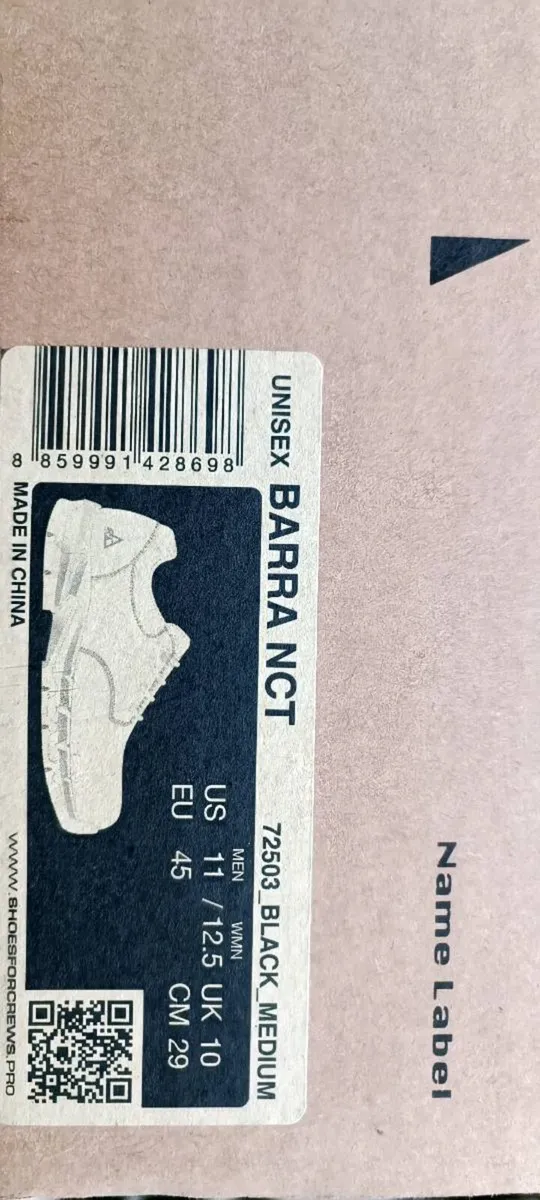 UNISEX BARRA NCT 72503_BLACK_MEDIUM
8 859991 428698
MEN WMN
US 11 / 12.5 UK 10
EU 45 CM 29
MADE IN CHINA
WWW.SHOESFORCREWS.PRO
Name Label